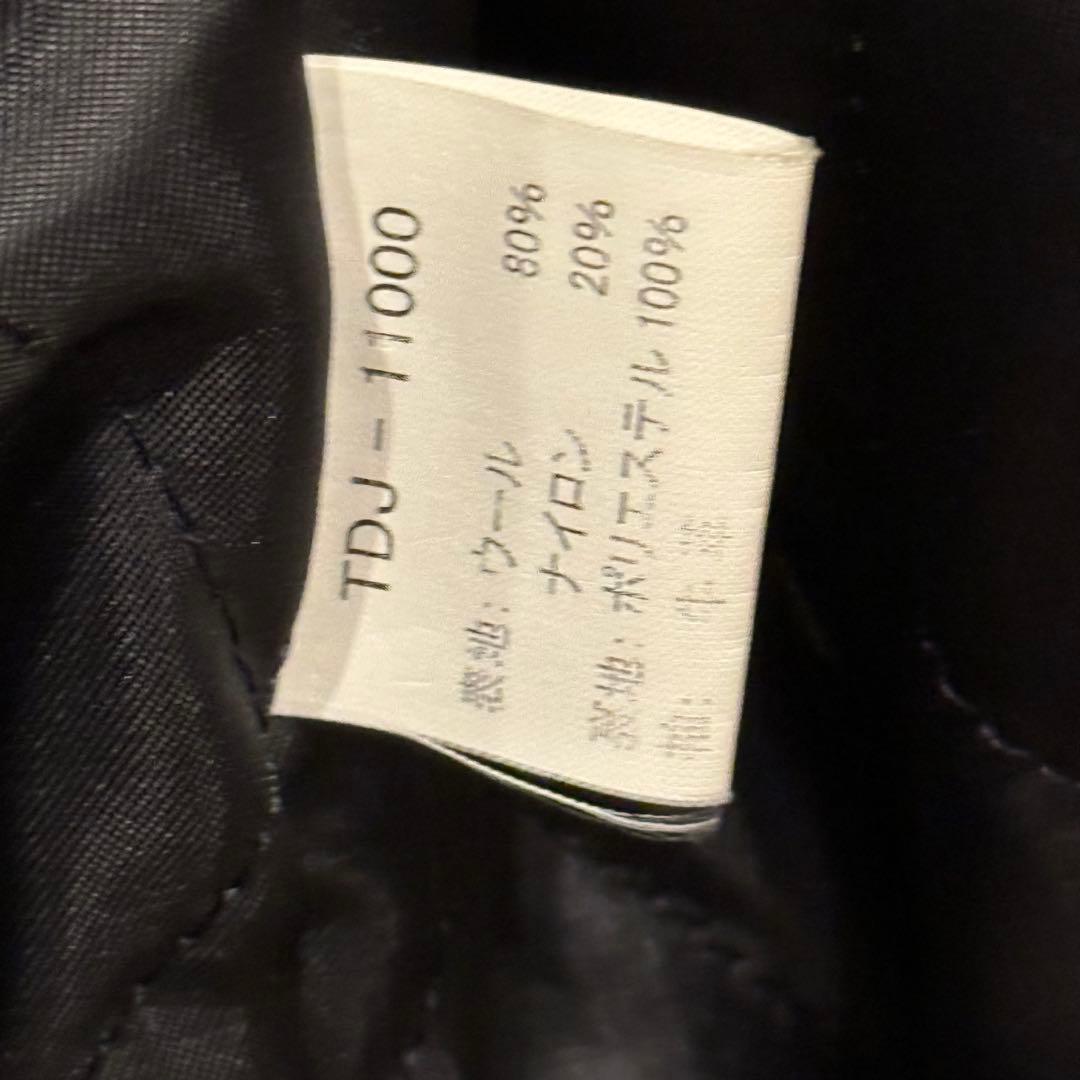 TDJ-11000
表地: ウール 80%
ナイロン 20%
裏地: ポリエステル 100%
袖: 牛